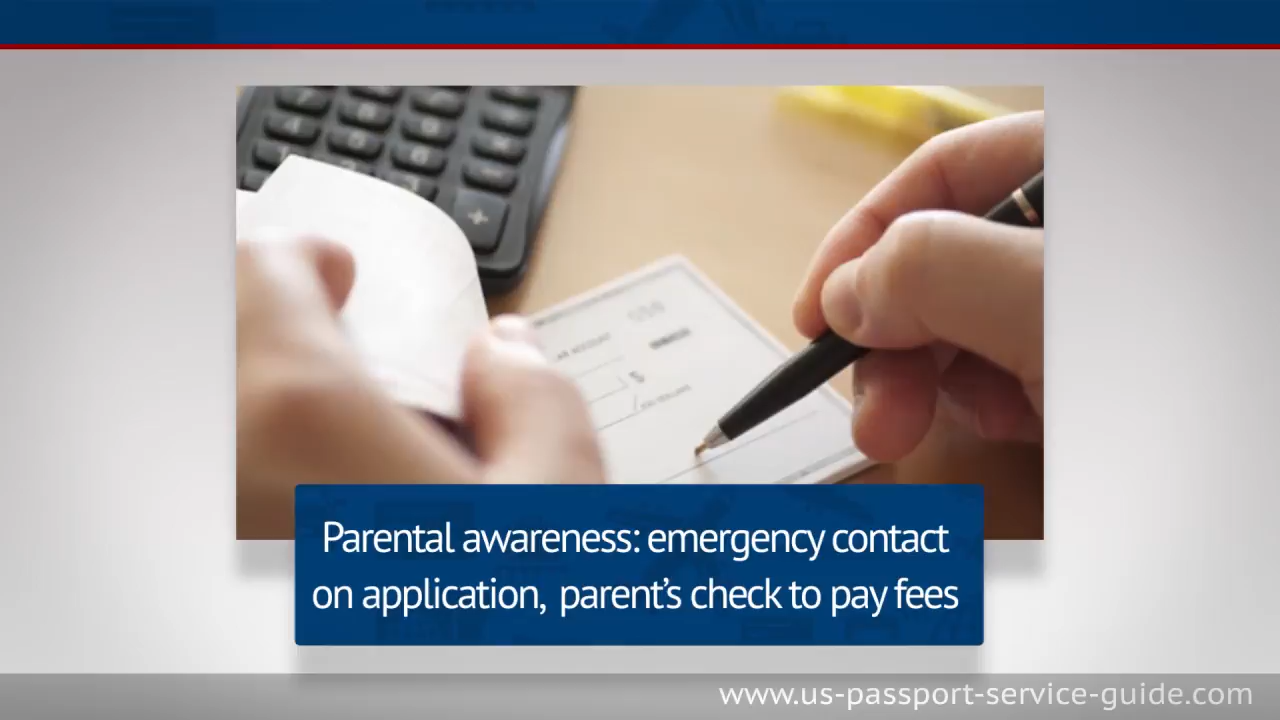 Parental awareness: emergency contact
on application, parent's check to pay fees
www.us-passport-service-guide.com